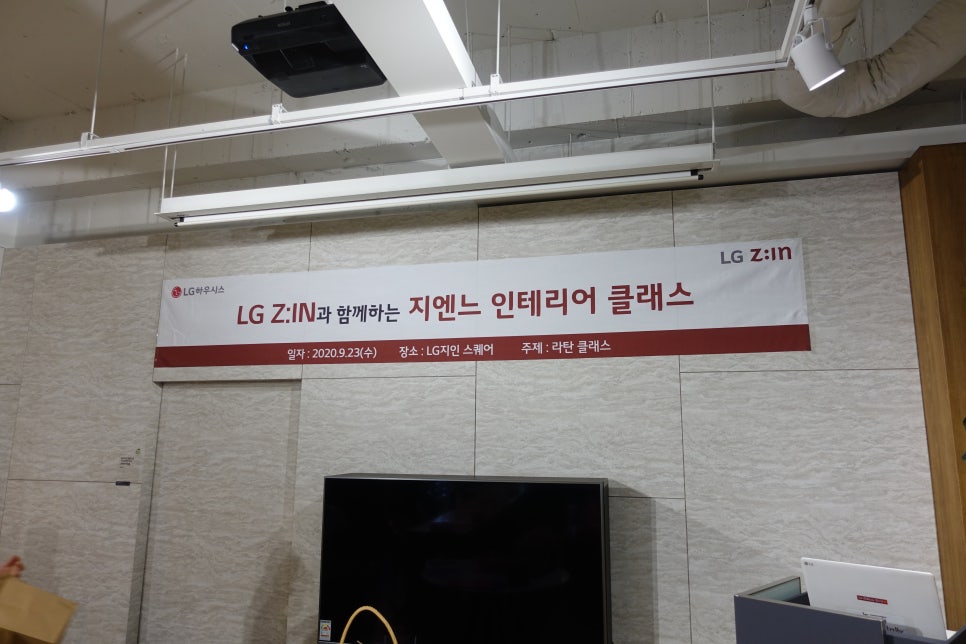 LG하우시스
LG Z:IN
LG Z:IN과 함께하는 지엔느 인테리어 클래스
일자 : 2020.9.23(수) 장소 : LG지인 스퀘어 주제 : 라탄 클래스
LG